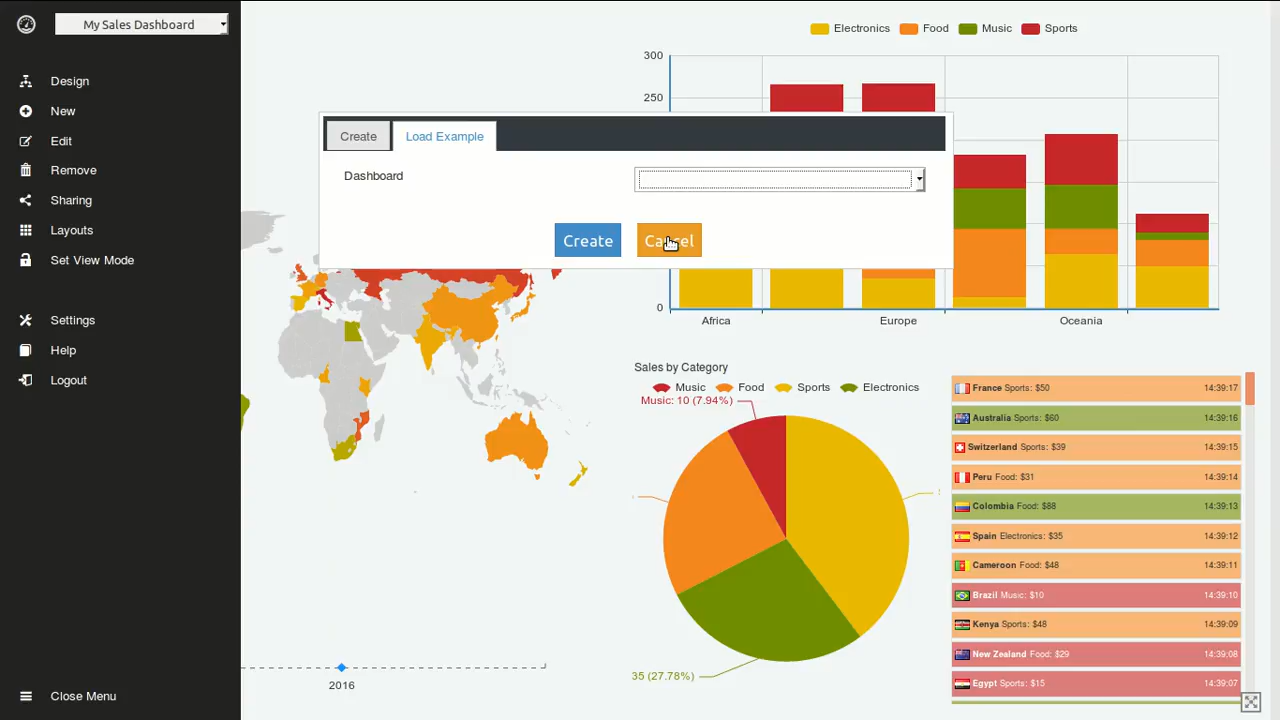 My Sales Dashboard
Design
New
Edit
Remove
Sharing
Layouts
Set View Mode
Settings
Help
Logout
Close Menu
Electronics Food Music Sports
300
250
0
Africa Europe Oceania
Create Load Example
Dashboard
Create Cancel
2016
Sales by Category
Music Food Sports Electronics
Music: 10 (7.94%)
35 (27.78%)
France Sports: $50 14:39:17
Australia Sports: $60 14:39:16
Switzerland Sports: $39 14:39:15
Peru Food: $31 14:39:14
Colombia Food: $88 14:39:13
Spain Electronics: $35 14:39:12
Cameroon Food: $48 14:39:11
Brazil Music: $10 14:39:10
Kenya Sports: $48 14:39:09
New Zealand Food: $29 14:39:08
Egypt Sports: $15 14:39:07